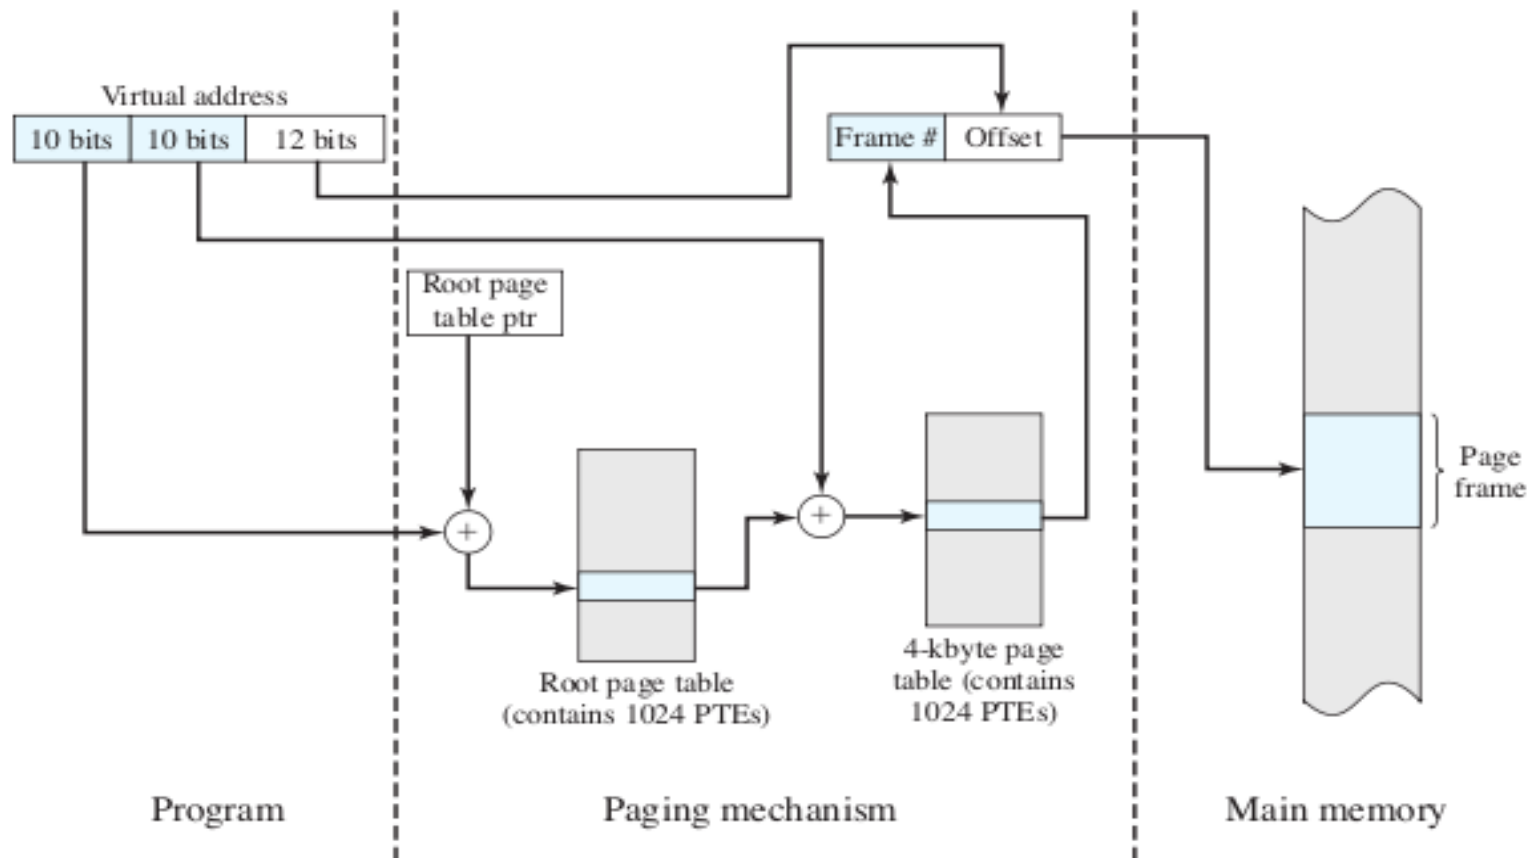 Virtual address
10 bits
10 bits
12 bits
Frame #
Offset
Root page
table ptr
+
+
Page
frame
Root page table
(contains 1024 PTEs)
4-kbyte page
table (contains
1024 PTEs)
Program
Paging mechanism
Main memory